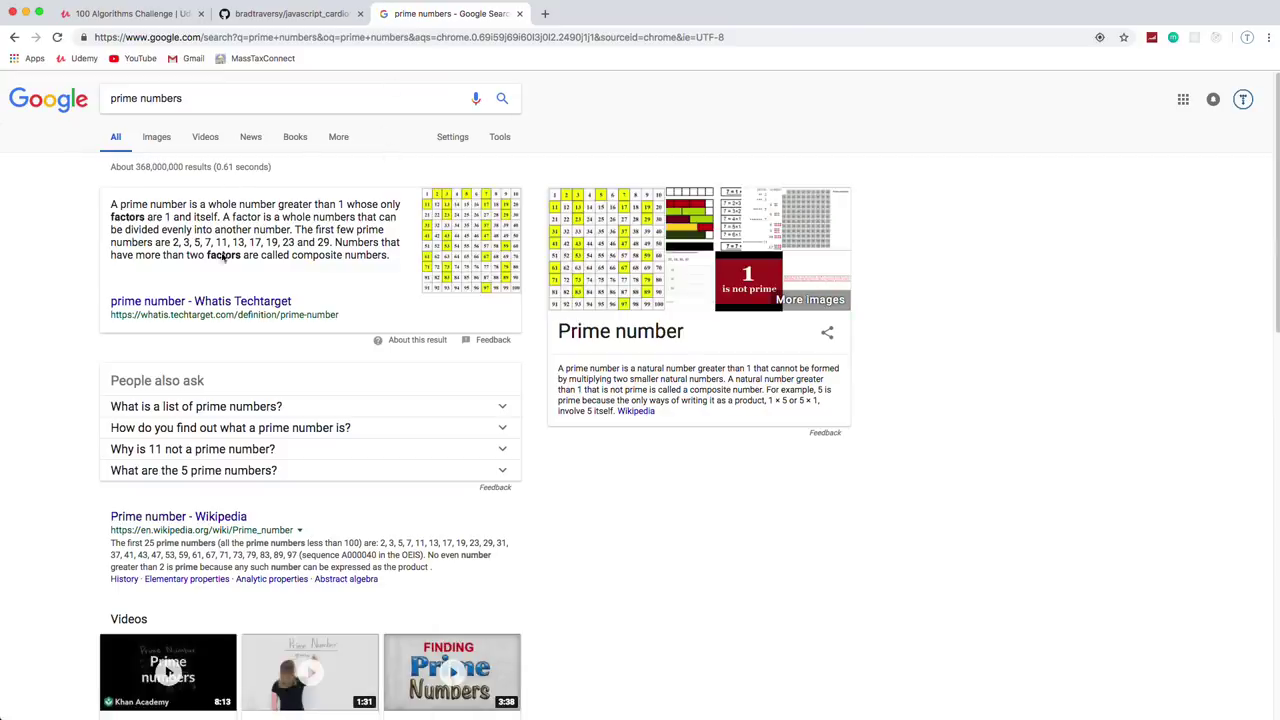 100 Algorithms Challenge | Ud
bradtraversy/javascript_cardio
prime numbers - Google Searc
https://www.google.com/search?q=prime+numbers&oq=prime+numbers&aqs=chrome.0.69i59j69i60l3j0l2.2490j1j1&sourceid=chrome&ie=UTF-8
Apps Udemy YouTube Gmail MassTaxConnect
Google
prime numbers
T
All Images Videos News Books More Settings Tools
About 368,000,000 results (0.61 seconds)
A prime number is a whole number greater than 1 whose only
factors are 1 and itself. A factor is a whole numbers that can
be divided evenly into another number. The first few prime
numbers are 2, 3, 5, 7, 11, 13, 17, 19, 23 and 29. Numbers that
have more than two factors are called composite numbers.
prime number - Whatis Techtarget
https://whatis.techtarget.com/definition/prime-number
About this result Feedback
People also ask
What is a list of prime numbers?
How do you find out what a prime number is?
Why is 11 not a prime number?
What are the 5 prime numbers?
Feedback
Prime number - Wikipedia
https://en.wikipedia.org/wiki/Prime_number
The first 25 prime numbers (all the prime numbers less than 100) are: 2, 3, 5, 7, 11, 13, 17, 19, 23, 29, 31,
37, 41, 43, 47, 53, 59, 61, 67, 71, 73, 79, 83, 89, 97 (sequence A000040 in the OEIS). No even number
greater than 2 is prime because any such number can be expressed as the product .
History · Elementary properties · Analytic properties · Abstract algebra
Videos
Prime Number
Prime
numbers
Khan Academy
8:13
Prime Number
1:31
FINDING
Prime
Numbers
3:38
1
is not prime
More images
Prime number
A prime number is a natural number greater than 1 that cannot be formed
by multiplying two smaller natural numbers. A natural number greater
than 1 that is not prime is called a composite number. For example, 5 is
prime because the only ways of writing it as a product, 1 × 5 or 5 × 1,
involve 5 itself. Wikipedia
Feedback